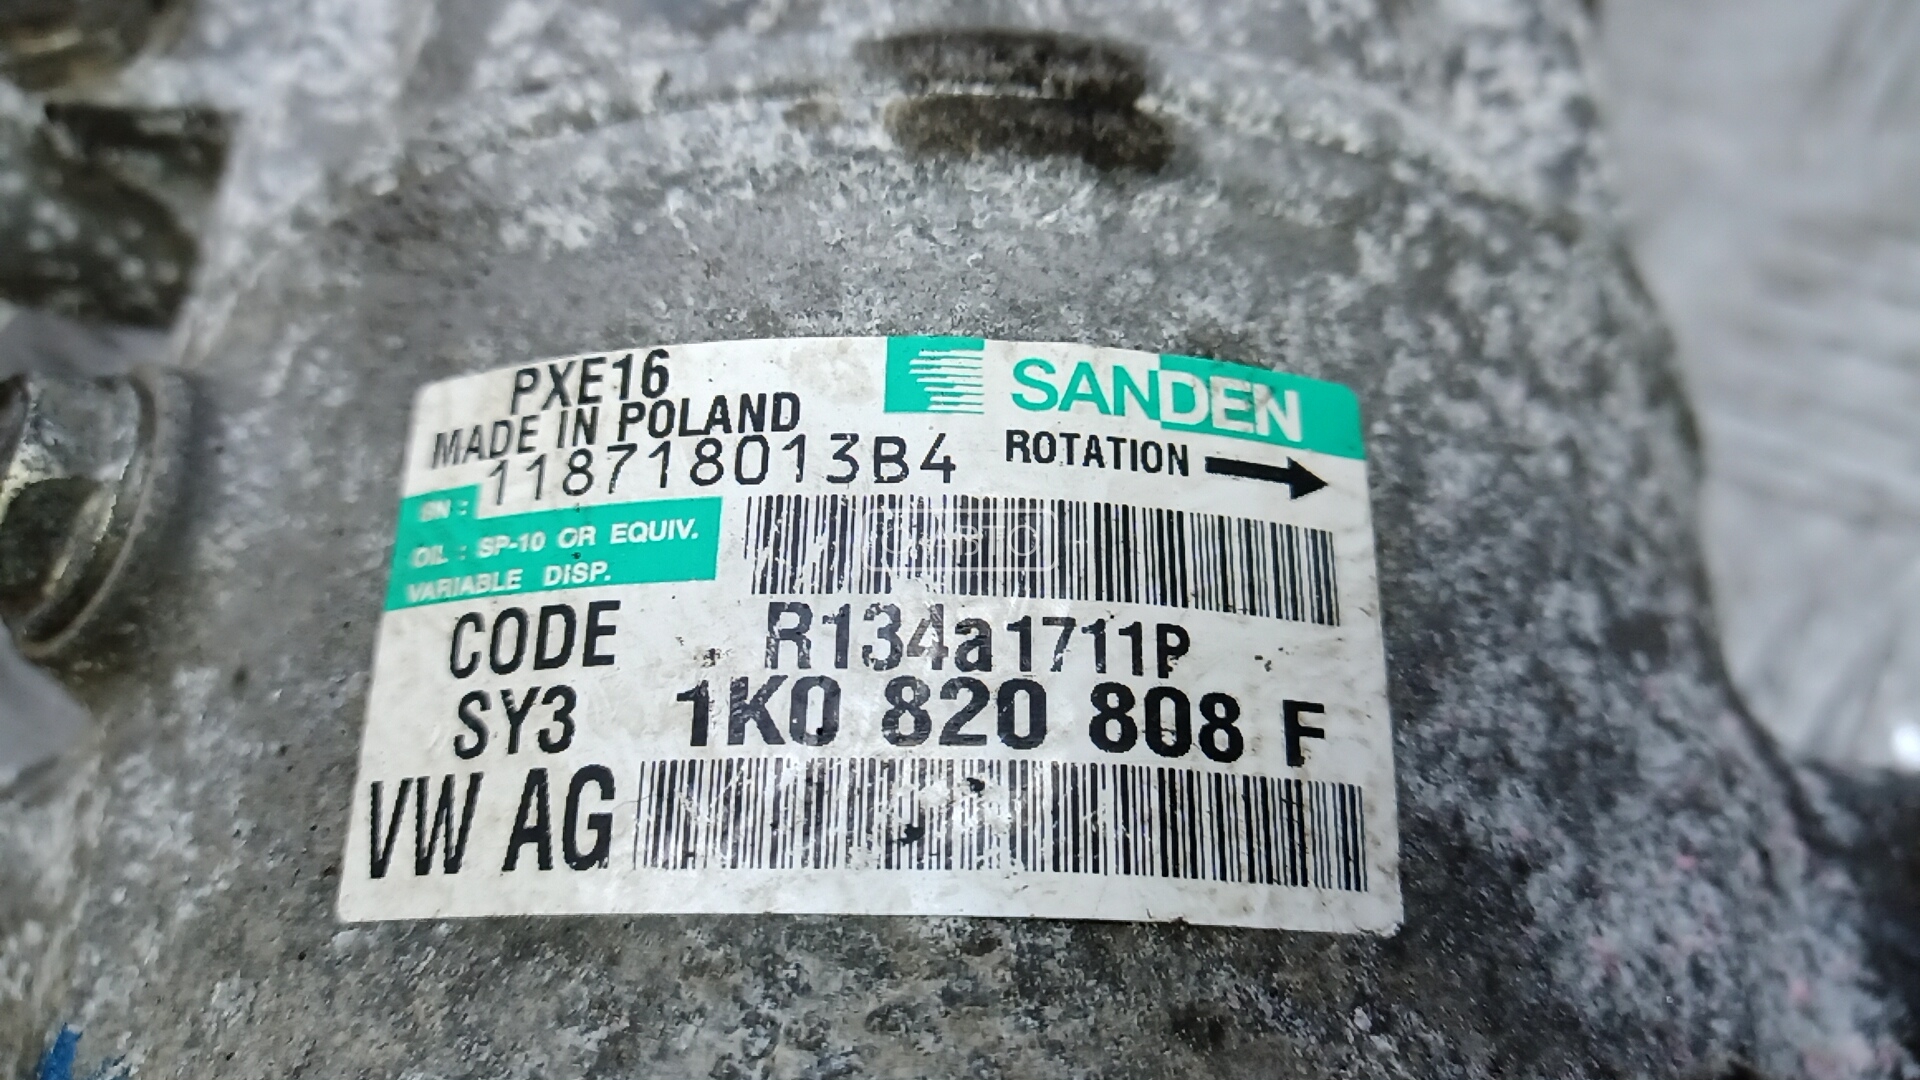 PXE16
SANDEN
MADE IN POLAND
ROTATION
SN : 118718013B4
OIL : SP-10 OR EQUIV.
VARIABLE DISP.
CODE R134a1711P
SY3 1K0 820 808 F
VW AG